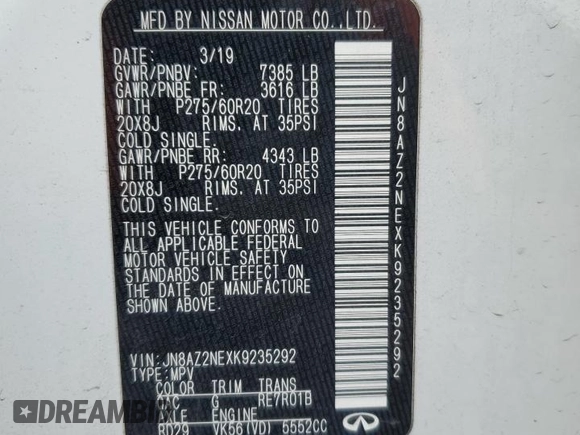 MFD BY NISSAN MOTOR CO.,LTD.
DATE: 3/19
GVWR/PNBV: 7385 LB
GAWR/PNBE FR: 3616 LB
WITH P275/60R20 TIRES
20X8J RIMS. AT 35PSI
COLD SINGLE.
GAWR/PNBE RR: 4343 LB
WITH P275/60R20 TIRES
20X8J RIMS. AT 35PSI
COLD SINGLE.
THIS VEHICLE CONFORMS TO
ALL APPLICABLE FEDERAL
MOTOR VEHICLE SAFETY
STANDARDS IN EFFECT ON
THE DATE OF MANUFACTURE
SHOWN ABOVE.
VIN:JN8AZ2NEXK9235292
TYPE:MPV
COLOR TRIM TRANS
G RE7R01B
ENGINE
VK56(VD) 5552CC
JN8AZ2NEXK9235292
INFINITI